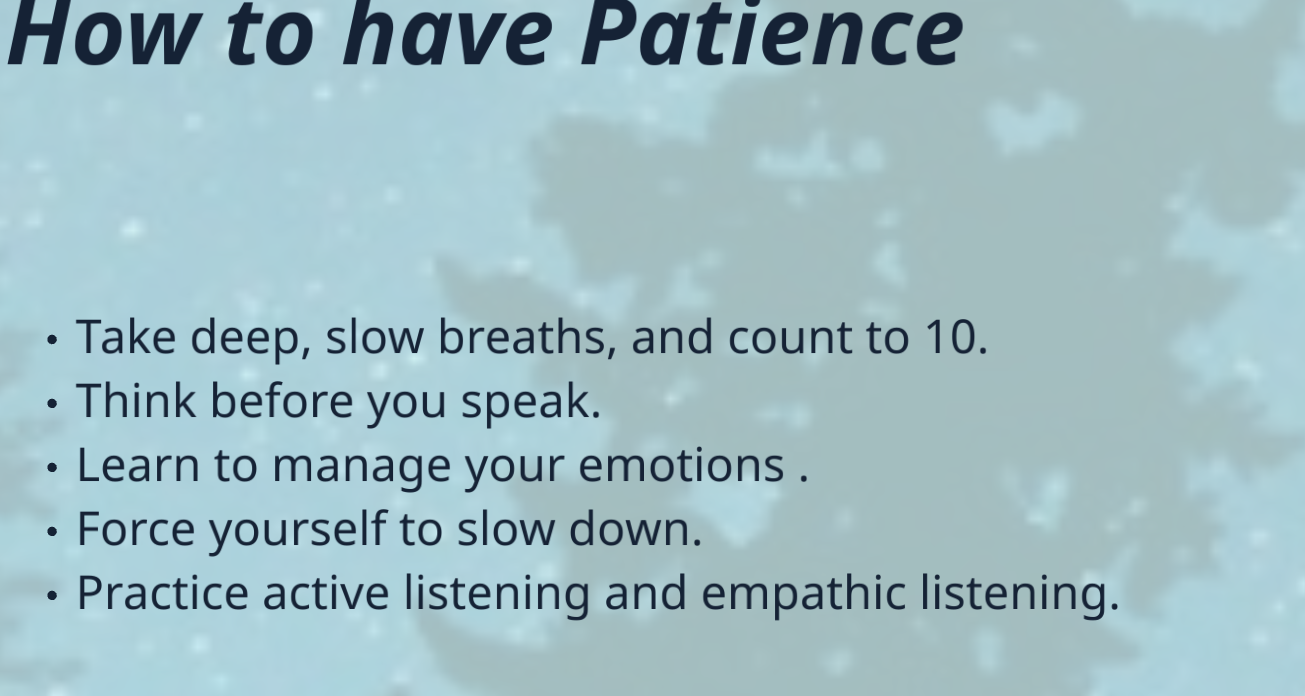 How to have Patience
• Take deep, slow breaths, and count to 10.
• Think before you speak.
• Learn to manage your emotions .
• Force yourself to slow down.
• Practice active listening and empathic listening.